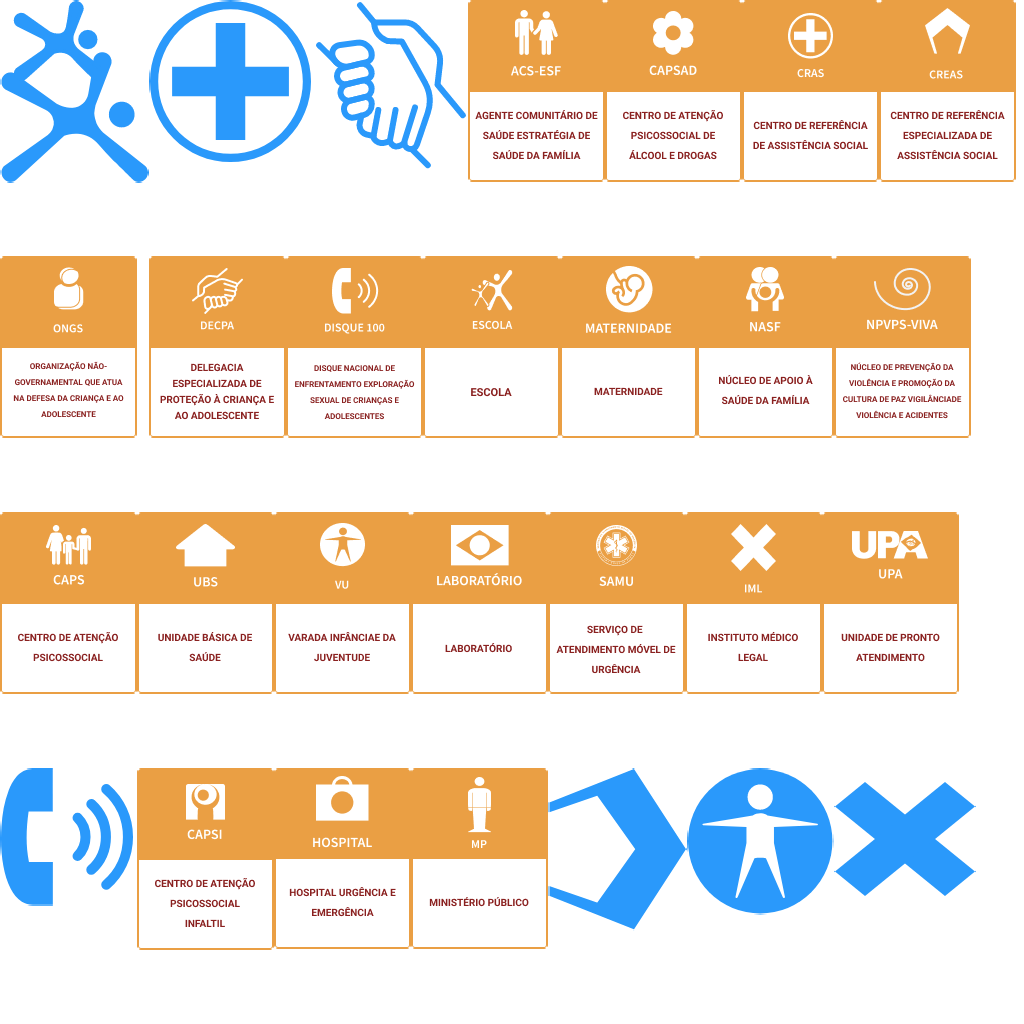 ACS-ESF
AGENTE COMUNITÁRIO DE
SAÚDE ESTRATÉGIA DE
SAÚDE DA FAMÍLIA
CAPSAD
CENTRO DE ATENÇÃO
PSICOSSOCIAL DE
ÁLCOOL E DROGAS
CRAS
CENTRO DE REFERÊNCIA
DE ASSISTÊNCIA SOCIAL
CREAS
CENTRO DE REFERÊNCIA
ESPECIALIZADA DE
ASSISTÊNCIA SOCIAL
ONGS
ORGANIZAÇÃO NÃO-
GOVERNAMENTAL QUE ATUA
NA DEFESA DA CRIANÇA E AO
ADOLESCENTE
DECPA
DELEGACIA
ESPECIALIZADA DE
PROTEÇÃO À CRIANÇA E
AO ADOLESCENTE
DISQUE 100
DISQUE NACIONAL DE
ENFRENTAMENTO EXPLORAÇÃO
SEXUAL DE CRIANÇAS E
ADOLESCENTES
ESCOLA
ESCOLA
MATERNIDADE
MATERNIDADE
NASF
NÚCLEO DE APOIO À
SAÚDE DA FAMÍLIA
NPVPS-VIVA
NÚCLEO DE PREVENÇÃO DA
VIOLÊNCIA E PROMOÇÃO DA
CULTURA DE PAZ VIGILÂNCIADE
VIOLÊNCIA E ACIDENTES
CAPS
CENTRO DE ATENÇÃO
PSICOSSOCIAL
UBS
UNIDADE BÁSICA DE
SAÚDE
VU
VARADA INFÂNCIAE DA
JUVENTUDE
LABORATÓRIO
LABORATÓRIO
SAMU
SERVIÇO DE
ATENDIMENTO MÓVEL DE
URGÊNCIA
IML
INSTITUTO MÉDICO
LEGAL
UPA
UPA
UNIDADE DE PRONTO
ATENDIMENTO
CAPSI
CENTRO DE ATENÇÃO
PSICOSSOCIAL
INFALTIL
HOSPITAL
HOSPITAL URGÊNCIA E
EMERGÊNCIA
MP
MINISTÉRIO PÚBLICO